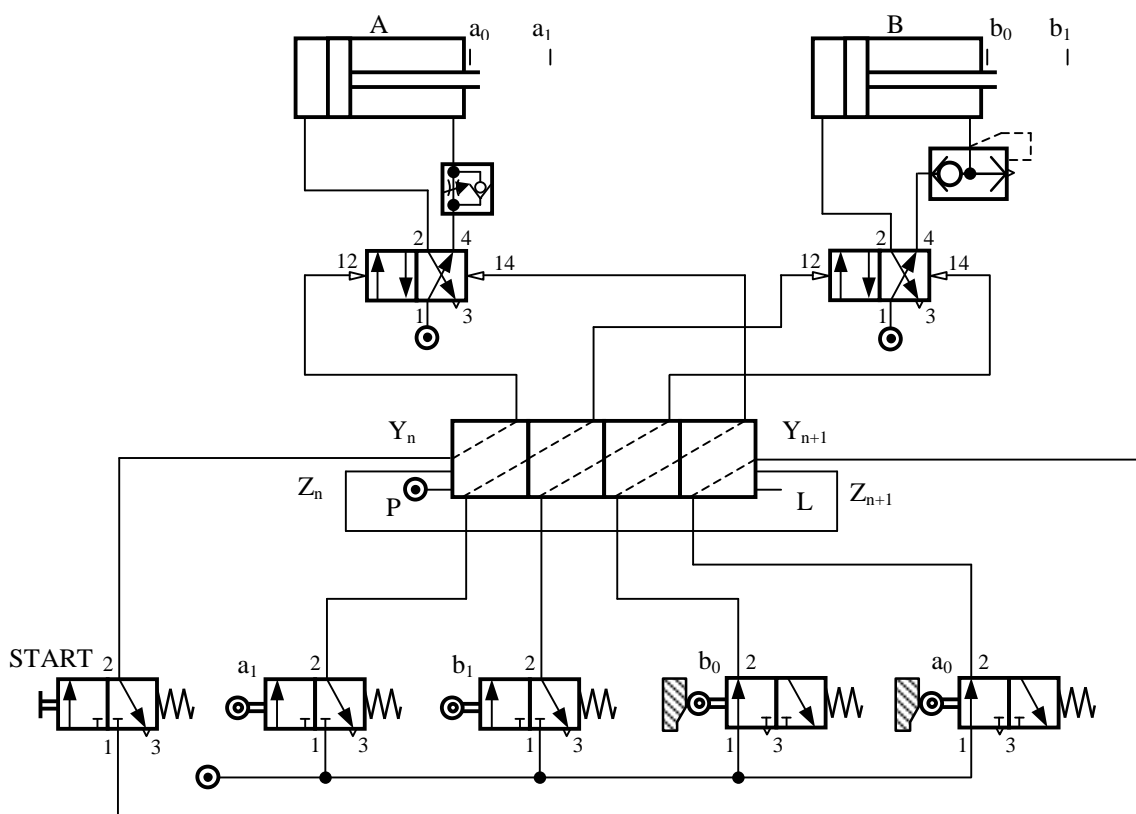 A a₀ a₁ B b₀ b₁
2 4 2 4
12 14 12 14
1 3 1 3
Yₙ Yₙ₊₁
Zₙ P L Zₙ₊₁
START 2 a₁ 2 b₁ 2 b₀ 2 a₀ 2
1 3 1 3 1 3 1 3 1 3